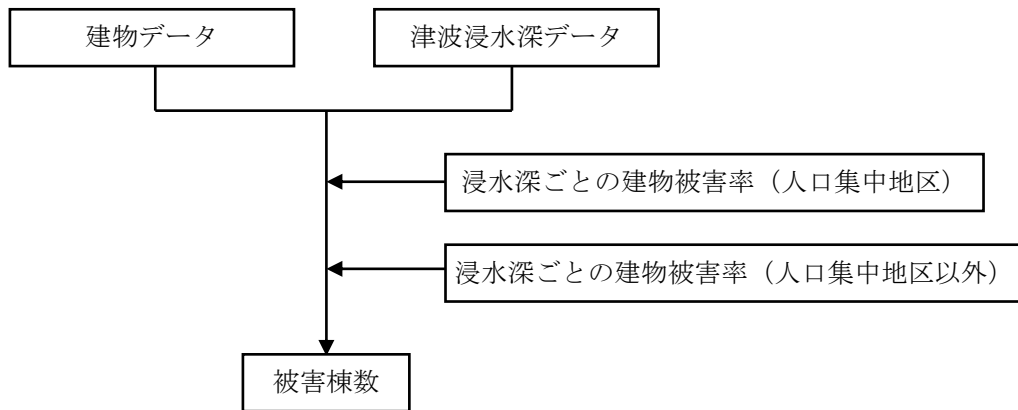 建物データ
津波浸水深データ
浸水深ごとの建物被害率（人口集中地区）
浸水深ごとの建物被害率（人口集中地区以外）
被害棟数